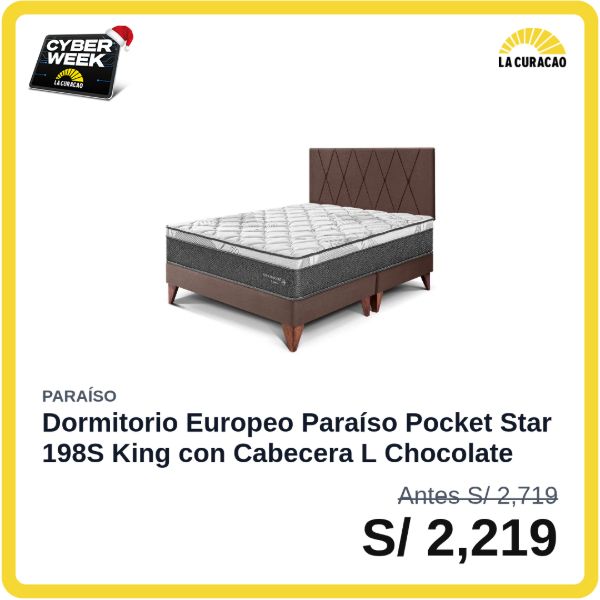 CYBER
WEEK
LA CURACAO
LA CURACAO
PARAÍSO
Dormitorio Europeo Paraíso Pocket Star
198S King con Cabecera L Chocolate
Antes S/ 2,719
S/ 2,219